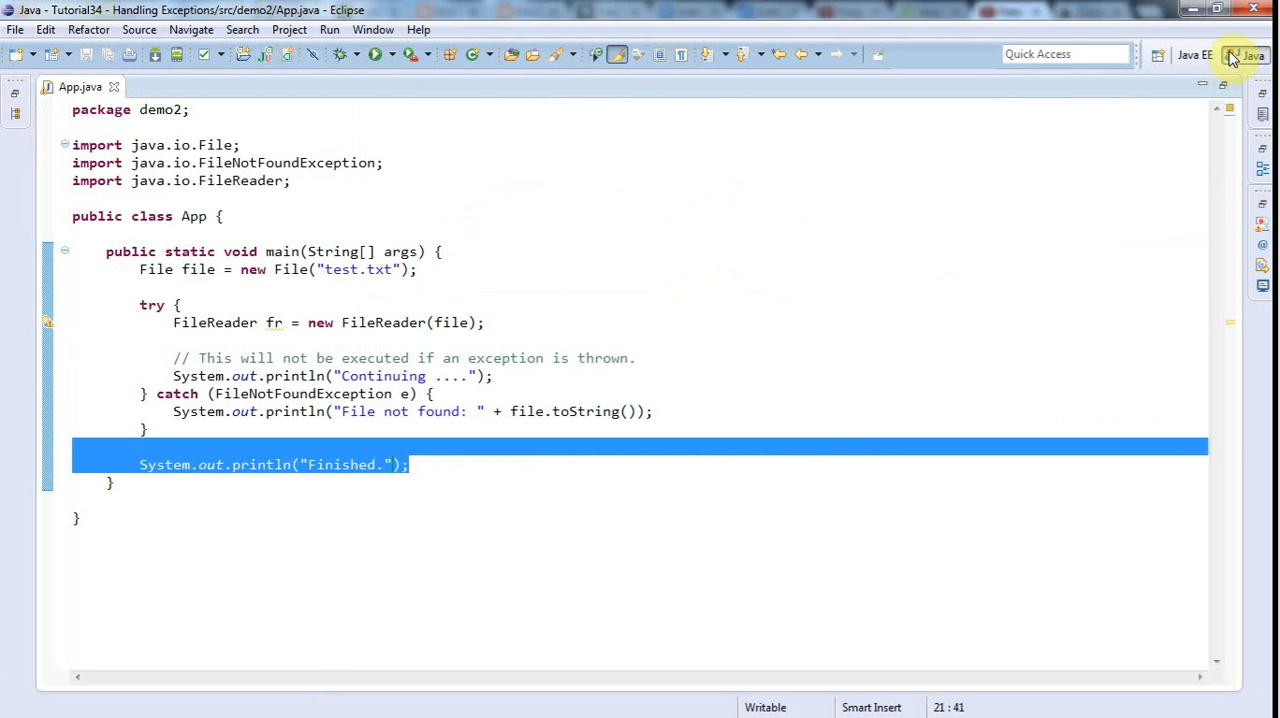 Java - Tutorial34 - Handling Exceptions/src/demo2/App.java - Eclipse
File Edit Refactor Source Navigate Search Project Run Window Help
Quick Access Java EE Java
App.java
package demo2;
import java.io.File;
import java.io.FileNotFoundException;
import java.io.FileReader;
public class App {
public static void main(String[] args) {
File file = new File("test.txt");
try {
FileReader fr = new FileReader(file);
// This will not be executed if an exception is thrown.
System.out.println("Continuing ....");
} catch (FileNotFoundException e) {
System.out.println("File not found: " + file.toString());
}
System.out.println("Finished.");
}
}
Writable Smart Insert 21 : 41